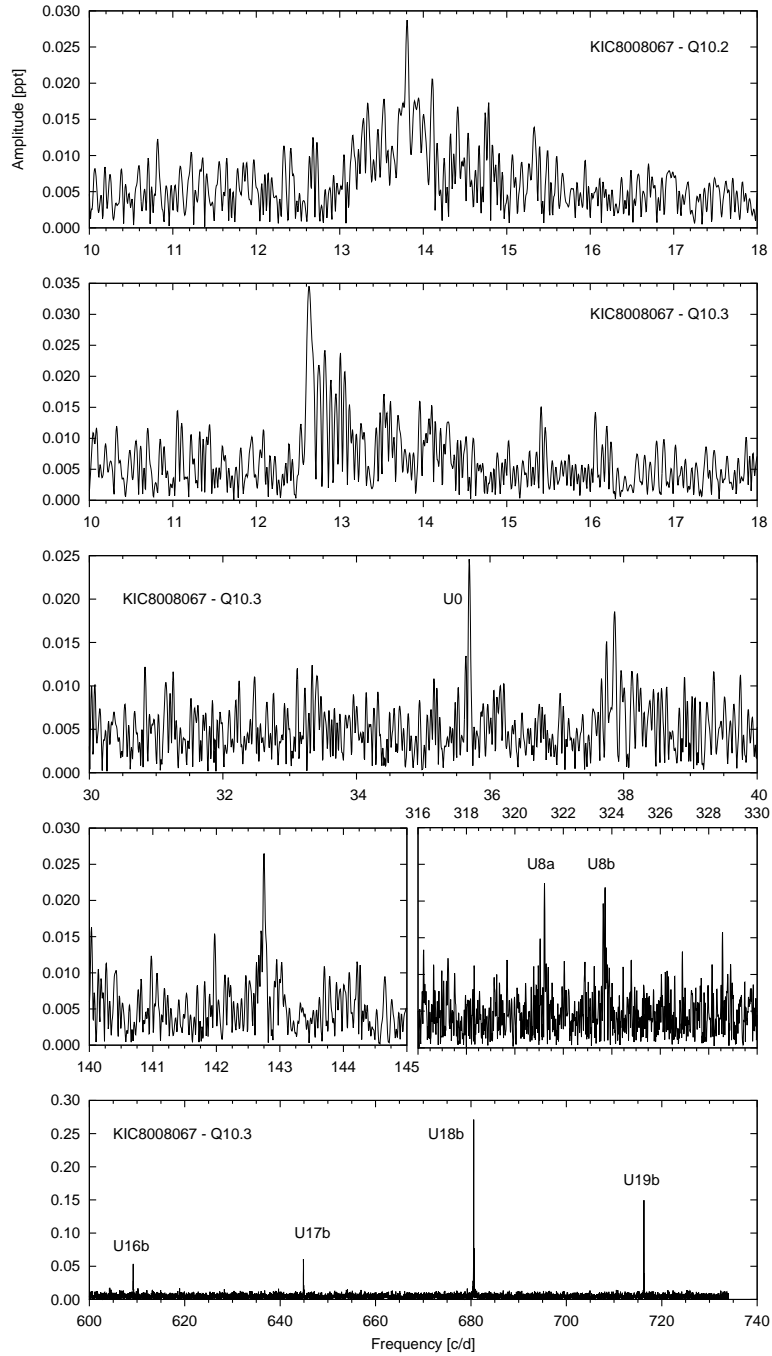 0.030
0.025
0.020
0.015
0.010
0.005
0.000
Amplitude [ppt]
KIC8008067 - Q10.2
10 11 12 13 14 15 16 17 18
0.035
0.030
0.025
0.020
0.015
0.010
0.005
0.000
KIC8008067 - Q10.3
10 11 12 13 14 15 16 17 18
0.025
0.020
0.015
0.010
0.005
0.000
KIC8008067 - Q10.3
U0
30 32 34 36 38 40
316 318 320 322 324 326 328 330
0.030
0.025
0.020
0.015
0.010
0.005
0.000
U8a U8b
140 141 142 143 144 145
0.30
0.25
0.20
0.15
0.10
0.05
0.00
KIC8008067 - Q10.3
U18b
U19b
U17b
U16b
600 620 640 660 680 700 720 740
Frequency [c/d]